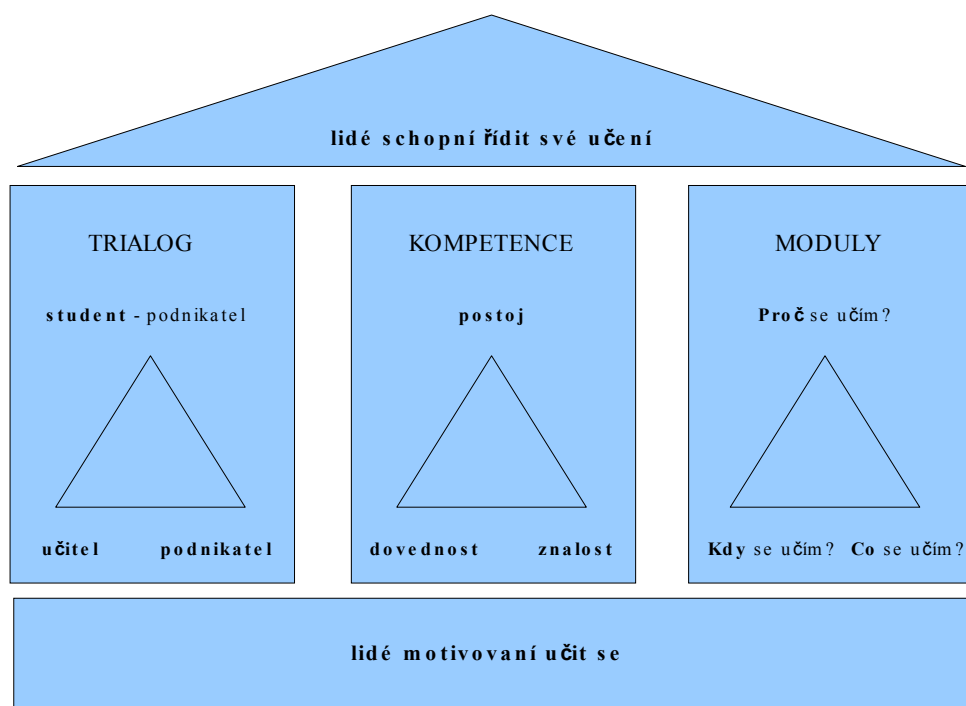 lidé schopní řídit své učení
TRIALOG
student - podnikatel
učitel podnikatel
KOMPETENCE
postoj
dovednost znalost
MODULY
Proč se učím?
Kdy se učím? Co se učím?
lidé motivovaní učit se